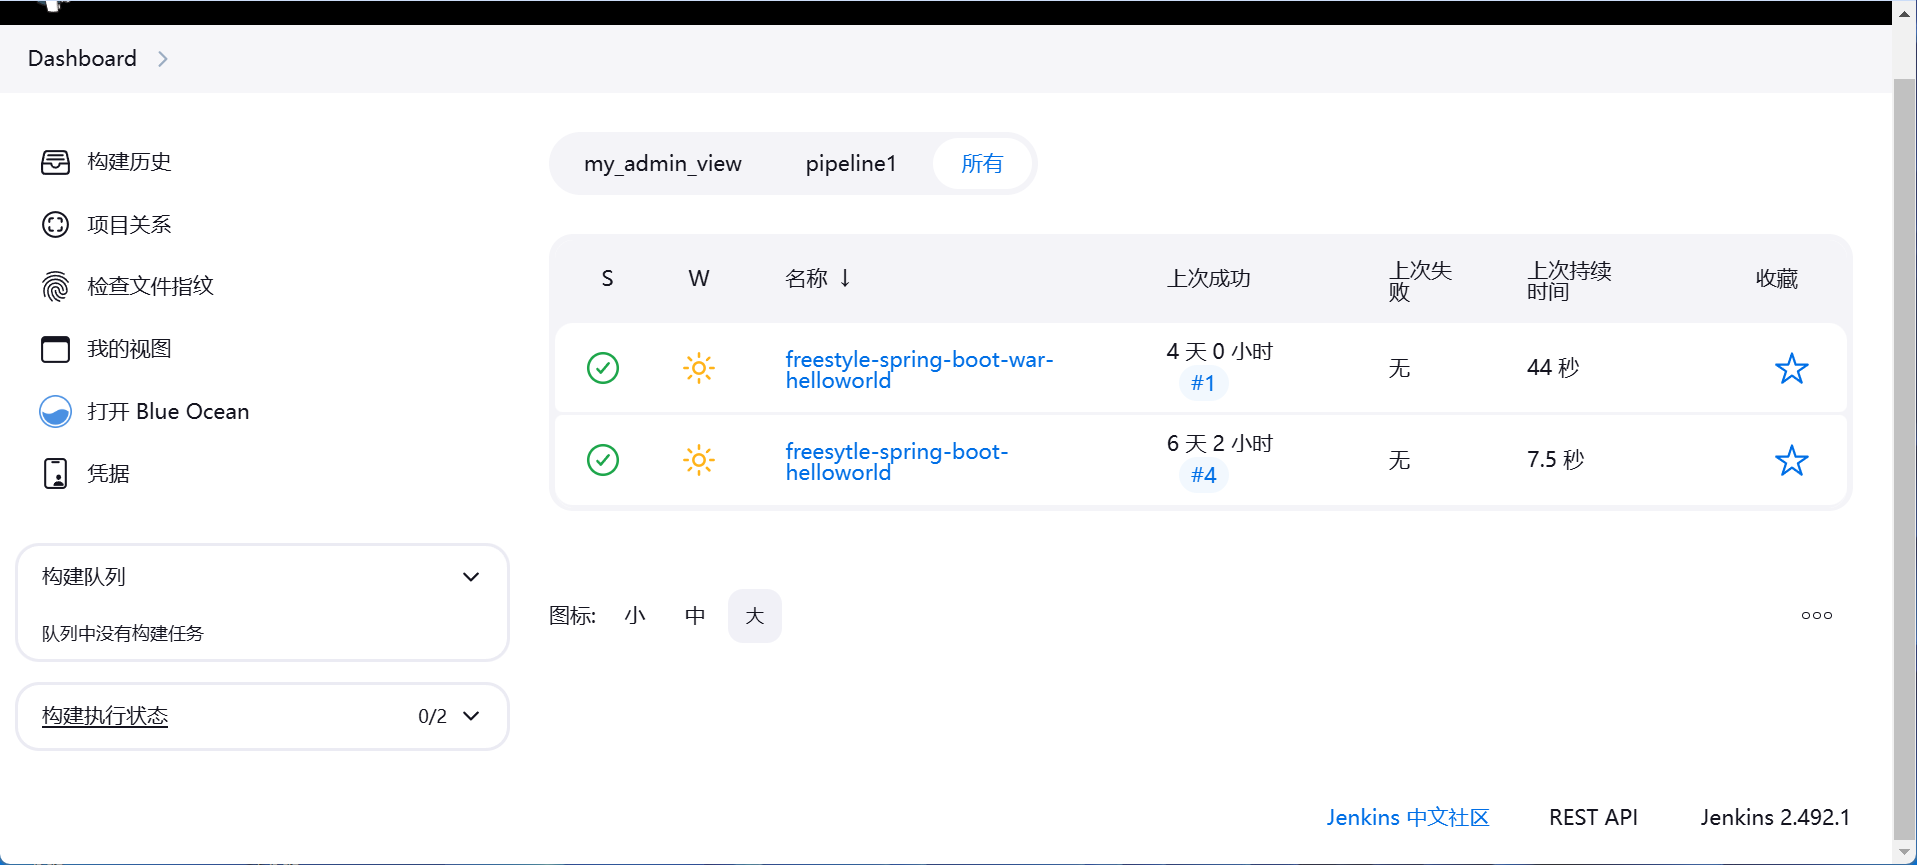 Dashboard
构建历史
项目关系
检查文件指纹
我的视图
打开 Blue Ocean
凭据
构建队列
队列中没有构建任务
构建执行状态 0/2
my_admin_view pipeline1 所有
S W 名称 ↓ 上次成功 上次失败 上次持续时间 收藏
freestyle-spring-boot-war-
helloworld
4 天 0 小时
#1
无
44 秒
freesytle-spring-boot-
helloworld
6 天 2 小时
#4
无
7.5 秒
图标: 小 中 大
Jenkins 中文社区 REST API Jenkins 2.492.1